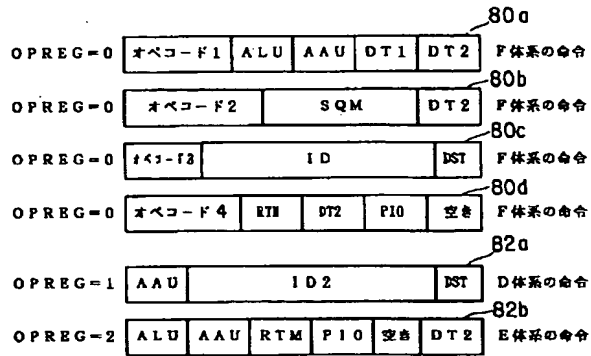 80a
OPREG=0 オペコード1 ALU AAU DT1 DT2 F体系の命令
80b
OPREG=0 オペコード2 SQM DT2 F体系の命令
80c
OPREG=0 オペコード3 ID DST F体系の命令
80d
OPREG=0 オペコード4 RTN DT2 PIO 空き F体系の命令
82a
OPREG=1 AAU ID2 DST D体系の命令
82b
OPREG=2 ALU AAU RTM PIO 空き DT2 E体系の命令